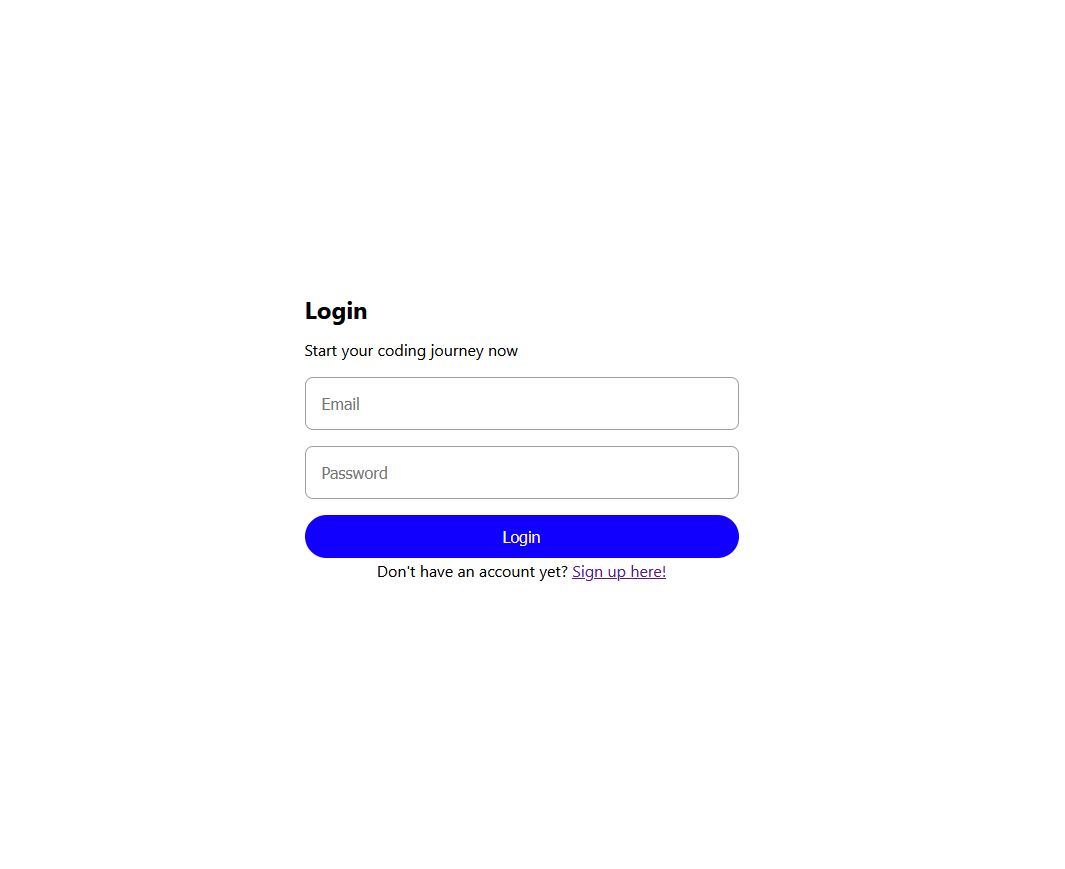 Login
Start your coding journey now
Email
Password
Login
Don't have an account yet? Sign up here!